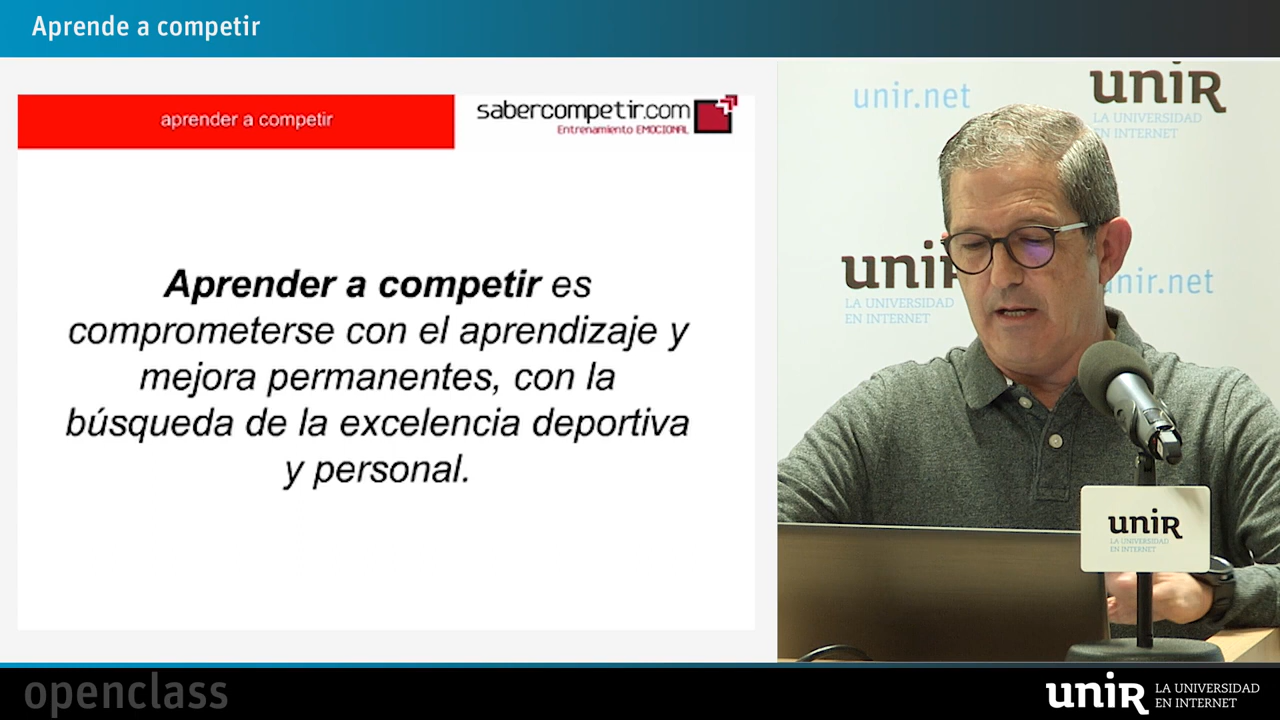 Aprende a competir
aprender a competir
sabercompetir.com
Entrenamiento EMOCIONAL
Aprender a competir es
comprometerse con el aprendizaje y
mejora permanentes, con la
búsqueda de la excelencia deportiva
y personal.
unir.net
unir
LA UNIVERSIDAD
EN INTERNET
uni
LA UNIVERSIDAD
EN INTERNET
nir.net
unir
LA UNIVERSIDAD
EN INTERNET
openclass
unir
LA UNIVERSIDAD
EN INTERNET